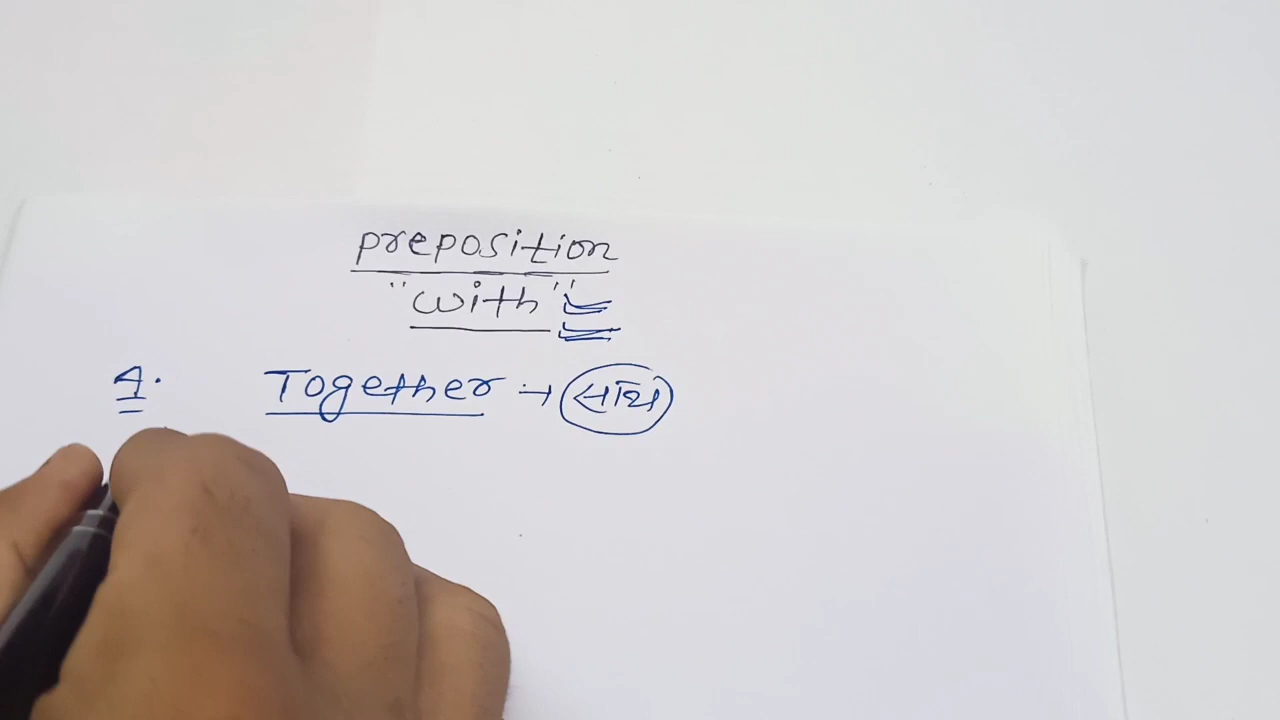 preposition
"with"
1. Together → साथ